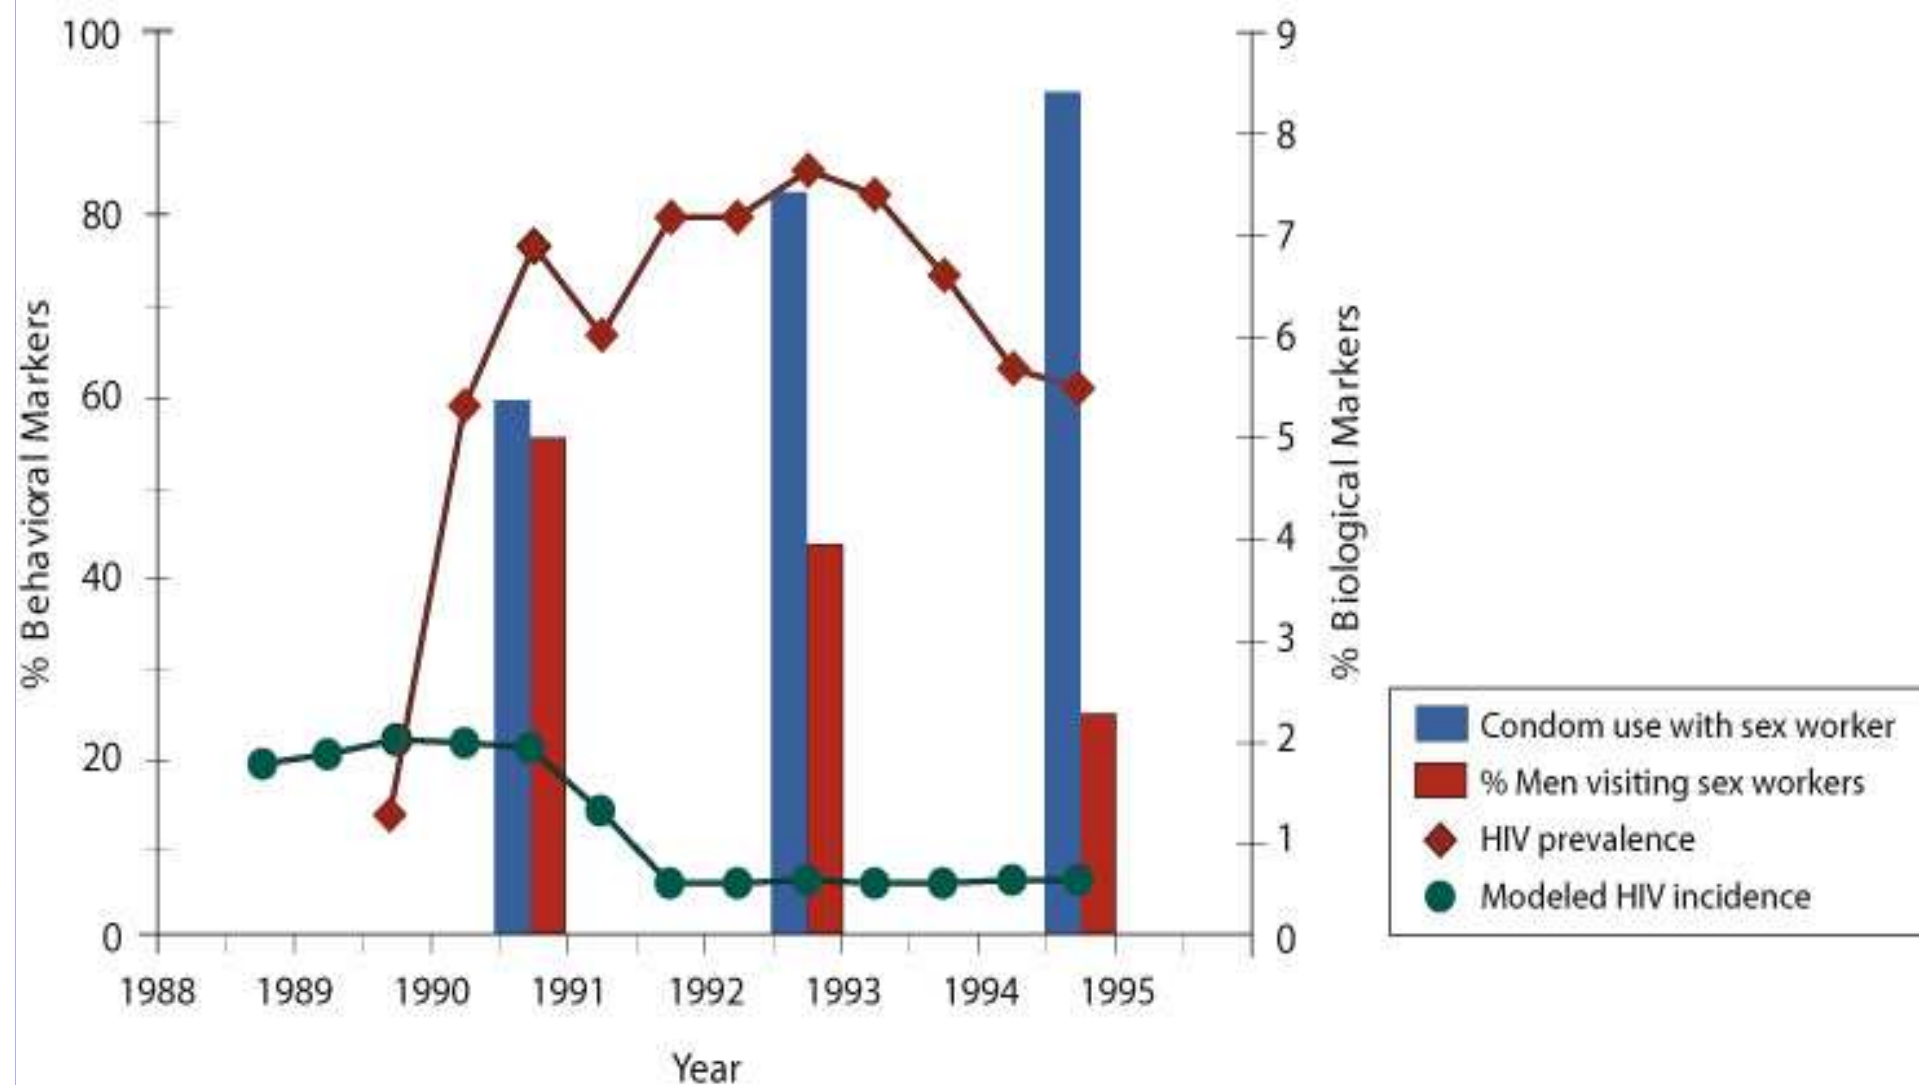 % Behavioral Markers
100
80
60
40
20
0
9
8
7
6
5
4
3
2
1
0
% Biological Markers
1988 1989 1990 1991 1992 1993 1994 1995
Year
Condom use with sex worker
% Men visiting sex workers
HIV prevalence
Modeled HIV incidence